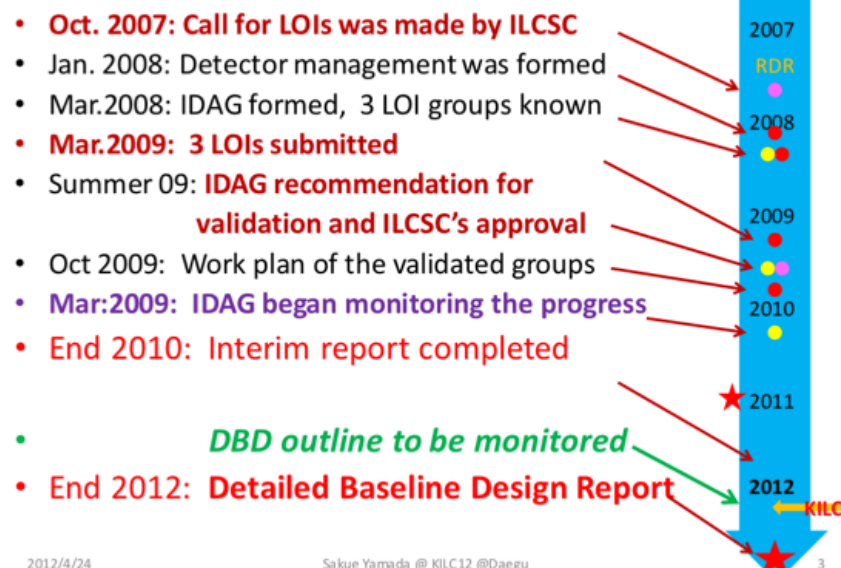 • Oct. 2007: Call for LOIs was made by ILCSC
• Jan. 2008: Detector management was formed
• Mar.2008: IDAG formed, 3 LOI groups known
• Mar.2009: 3 LOIs submitted
• Summer 09: IDAG recommendation for
validation and ILCSC's approval
• Oct 2009: Work plan of the validated groups
• Mar:2009: IDAG began monitoring the progress
• End 2010: Interim report completed
• DBD outline to be monitored
• End 2012: Detailed Baseline Design Report
2007
RDR
2008
2009
2010
2011
2012
KILC
2012/4/24
Sakue Yamada @ KILC12 @Daegu
3